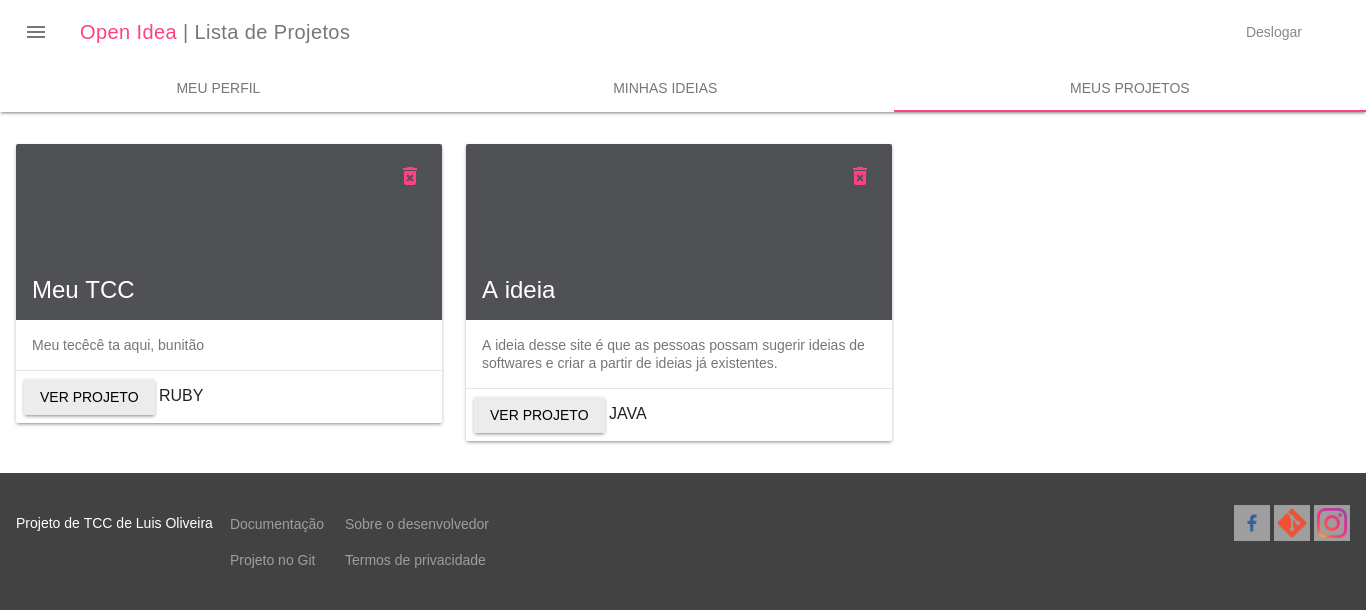 Open Idea | Lista de Projetos
Deslogar
MEU PERFIL
MINHAS IDEIAS
MEUS PROJETOS
Meu TCC
Meu tecêcê ta aqui, bunitão
VER PROJETO RUBY
A ideia
A ideia desse site é que as pessoas possam sugerir ideias de
softwares e criar a partir de ideias já existentes.
VER PROJETO JAVA
Projeto de TCC de Luis Oliveira
Documentação
Sobre o desenvolvedor
Projeto no Git
Termos de privacidade